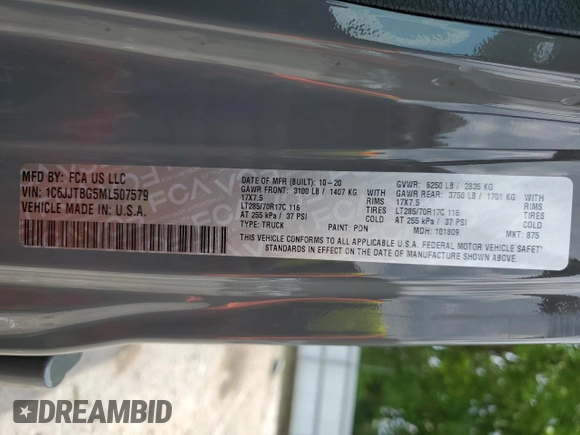 MFD BY: FCA US LLC
VIN: 1C6JJTBG5ML507579
VEHICLE MADE IN U.S.A.
DATE OF MFR (BUILT): 10-20
GVWR: 6250 LB / 2835 KG
GAWR FRONT: 3100 LB / 1407 KG WITH
17X7.5 RIMS
LT285/70R17C 116 TIRES
AT 255 kPa / 37 PSI COLD
GAWR REAR: 3750 LB / 1701 KG WITH
17X7.5 RIMS
LT285/70R17C 116 TIRES
AT 255 kPa / 37 PSI COLD
TYPE: TRUCK PAINT: PDN MDH: 101809 MKT: 875
THIS VEHICLE CONFORMS TO ALL APPLICABLE U.S.A. FEDERAL MOTOR VEHICLE SAFETY
STANDARDS IN EFFECT ON THE DATE OF MANUFACTURE SHOWN ABOVE.
DREAMBID